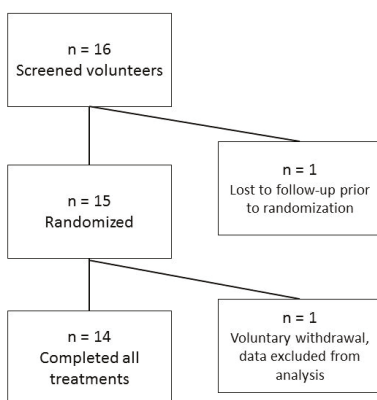 n = 16
Screened volunteers
n = 1
Lost to follow-up prior
to randomization
n = 15
Randomized
n = 1
Voluntary withdrawal,
data excluded from
analysis
n = 14
Completed all
treatments